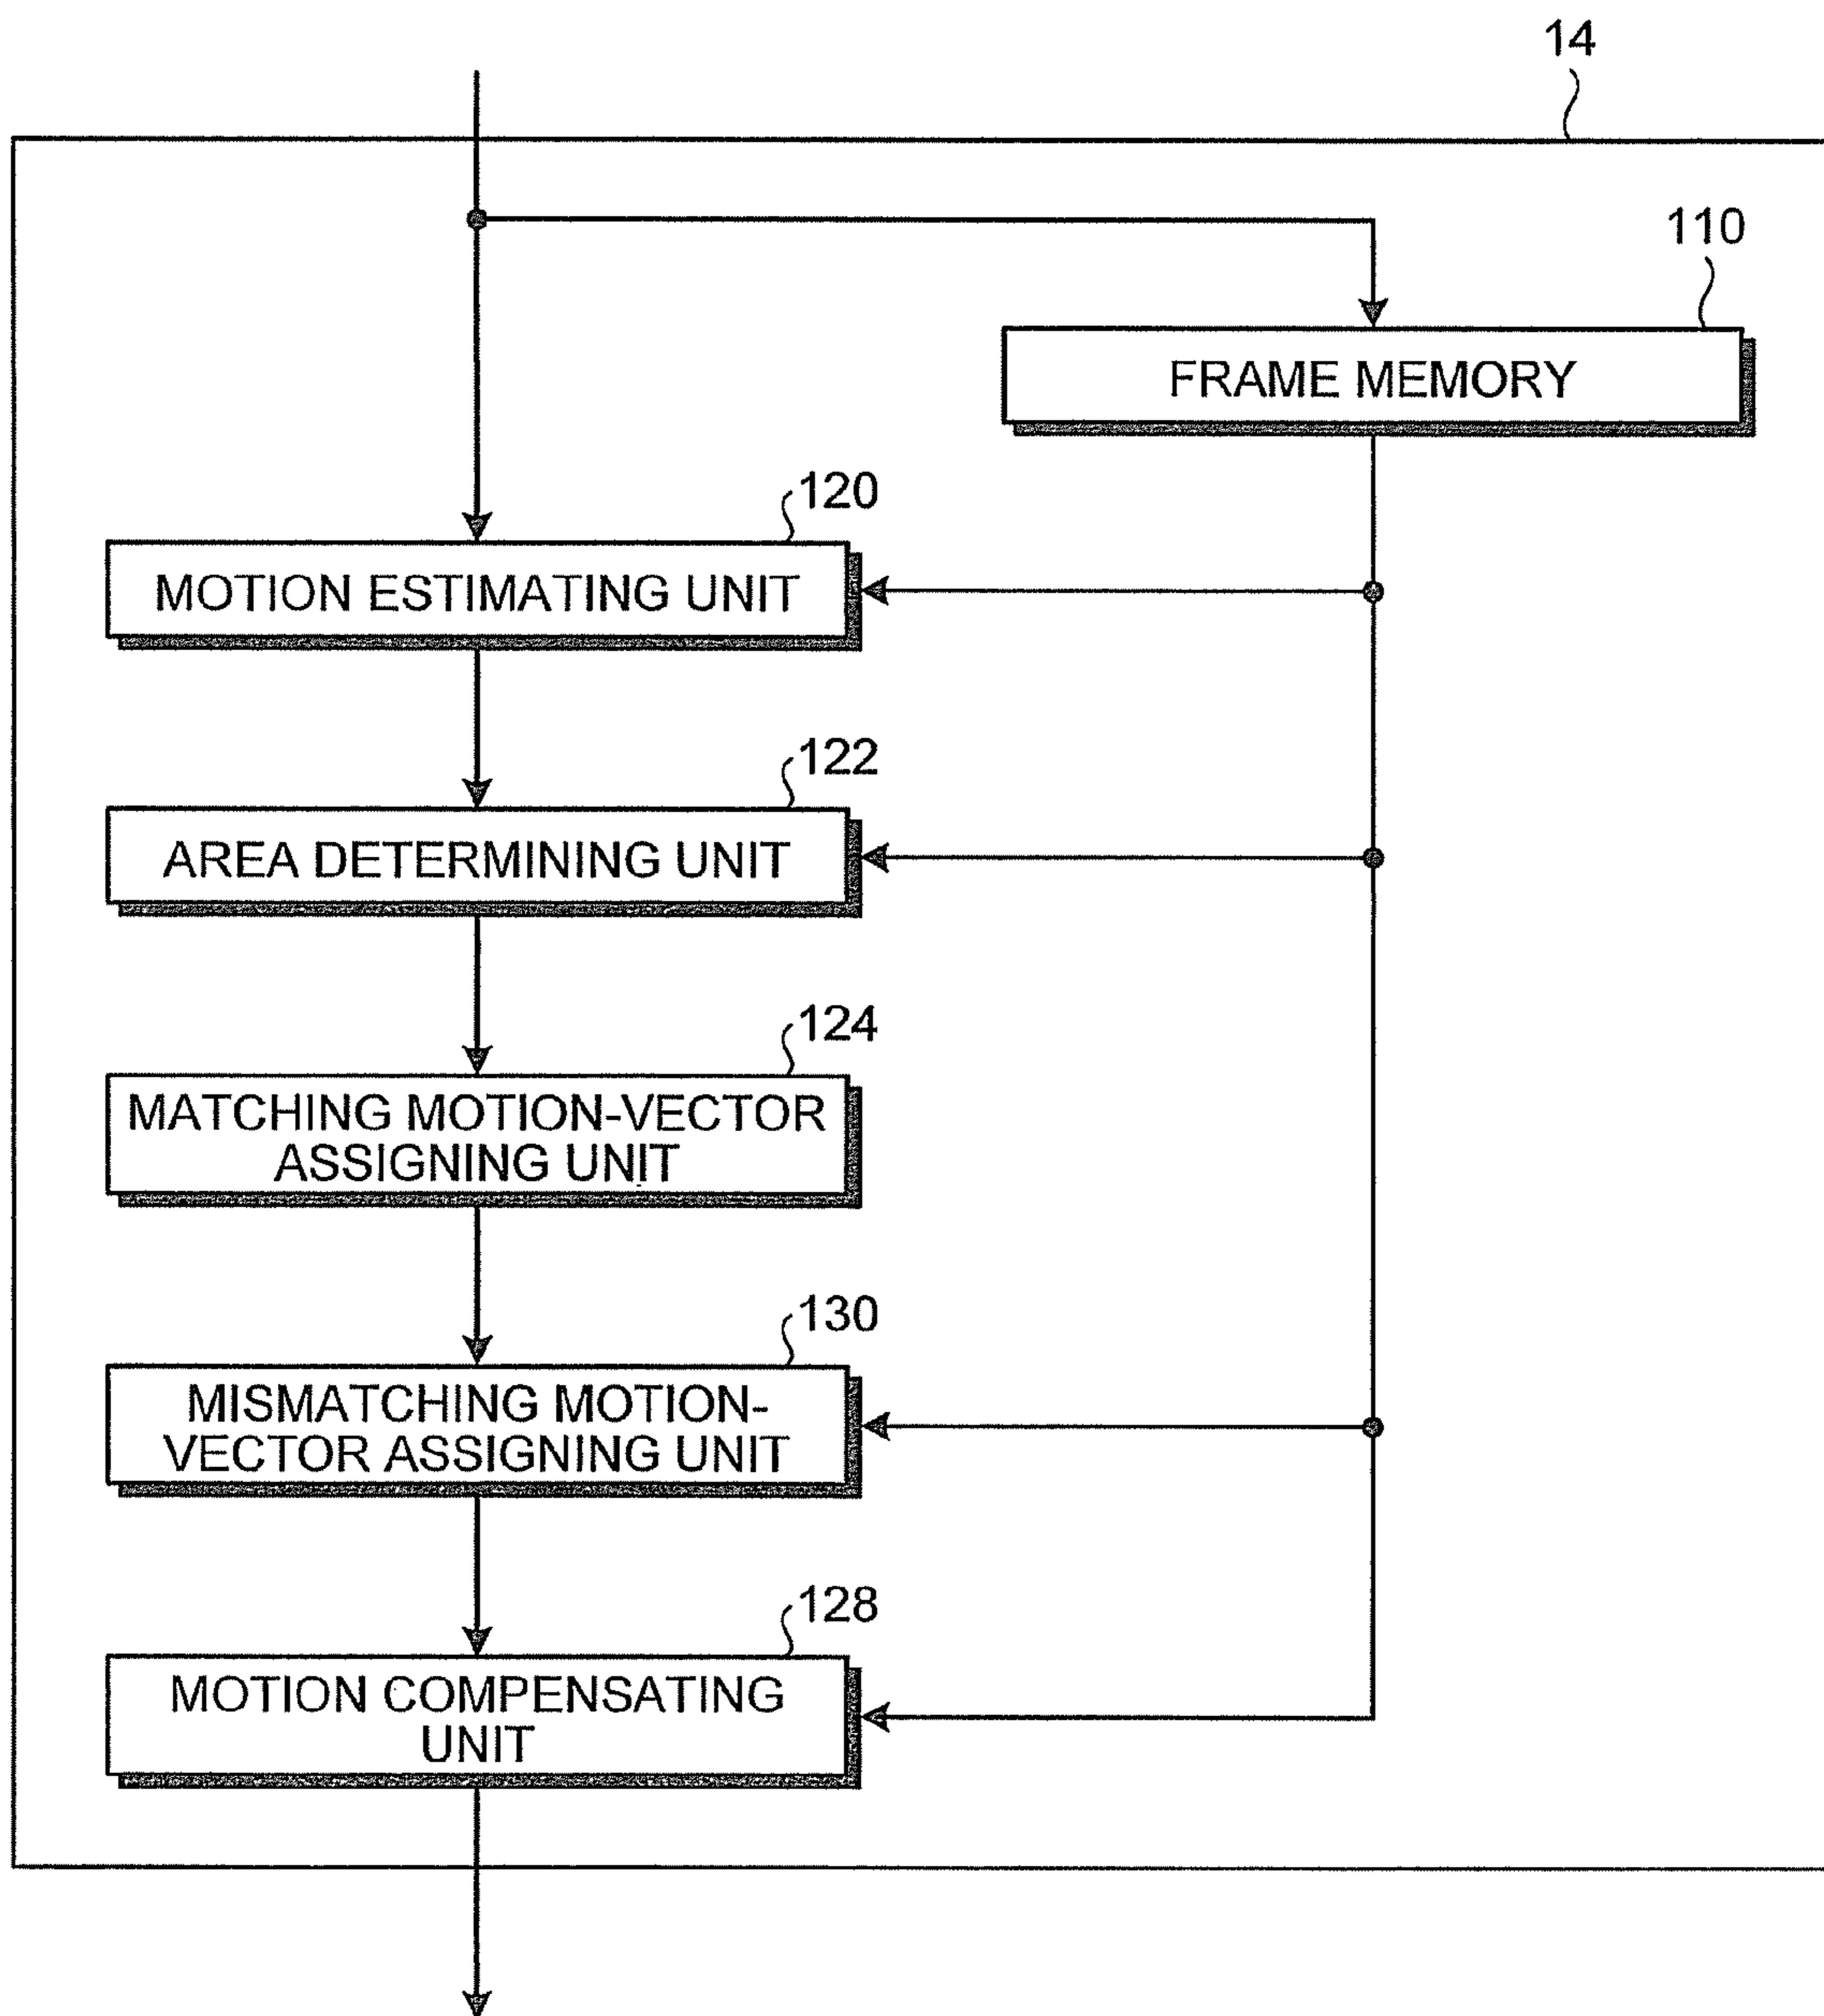 14
110
FRAME MEMORY
120
MOTION ESTIMATING UNIT
122
AREA DETERMINING UNIT
124
MATCHING MOTION-VECTOR
ASSIGNING UNIT
130
MISMATCHING MOTION-
VECTOR ASSIGNING UNIT
128
MOTION COMPENSATING
UNIT